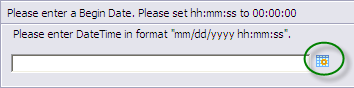 Please enter a Begin Date. Please set hh:mm:ss to 00:00:00
Please enter DateTime in format "mm/dd/yyyy hh:mm:ss".